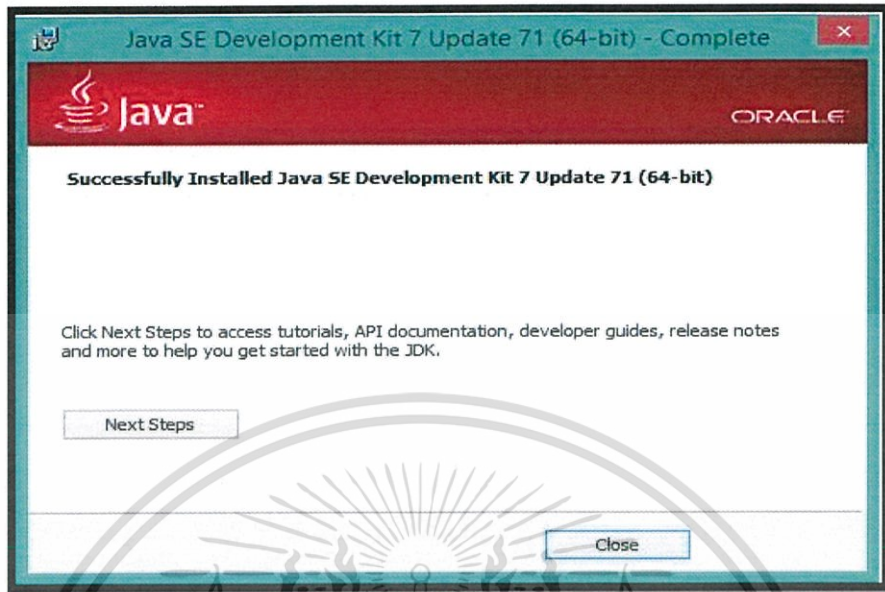 Java SE Development Kit 7 Update 71 (64-bit) - Complete
Java™
ORACLE
Successfully Installed Java SE Development Kit 7 Update 71 (64-bit)
Click Next Steps to access tutorials, API documentation, developer guides, release notes
and more to help you get started with the JDK.
Next Steps
Close